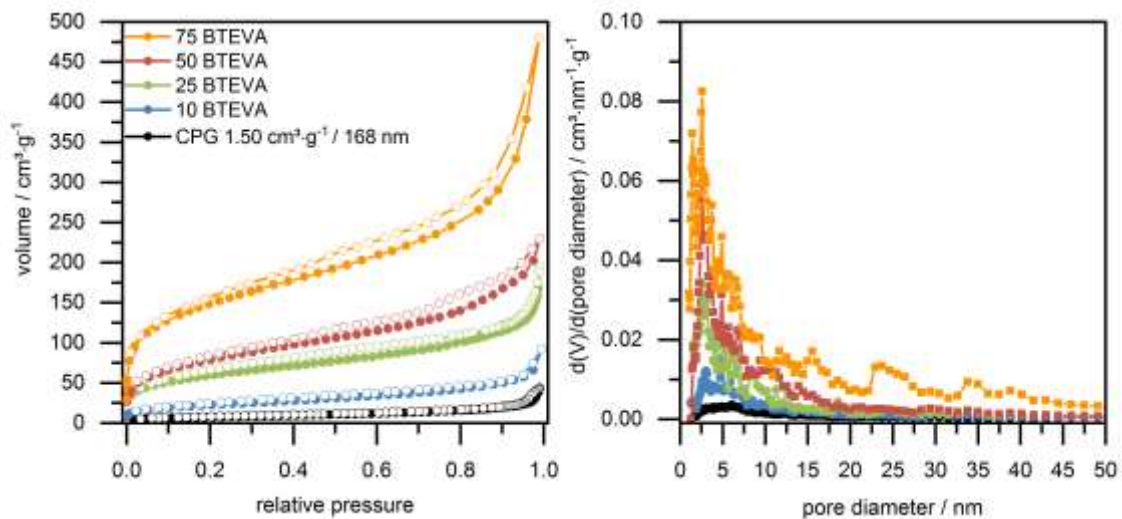 500
450
400
350
300
250
200
150
100
50
0
volume / cm³·g⁻¹
75 BTEVA
50 BTEVA
25 BTEVA
10 BTEVA
CPG 1.50 cm³·g⁻¹ / 168 nm
0.0 0.2 0.4 0.6 0.8 1.0
relative pressure
0.10
0.08
0.06
0.04
0.02
0.00
d(V)/d(pore diameter) / cm³·nm⁻¹·g⁻¹
0 5 10 15 20 25 30 35 40 45 50
pore diameter / nm